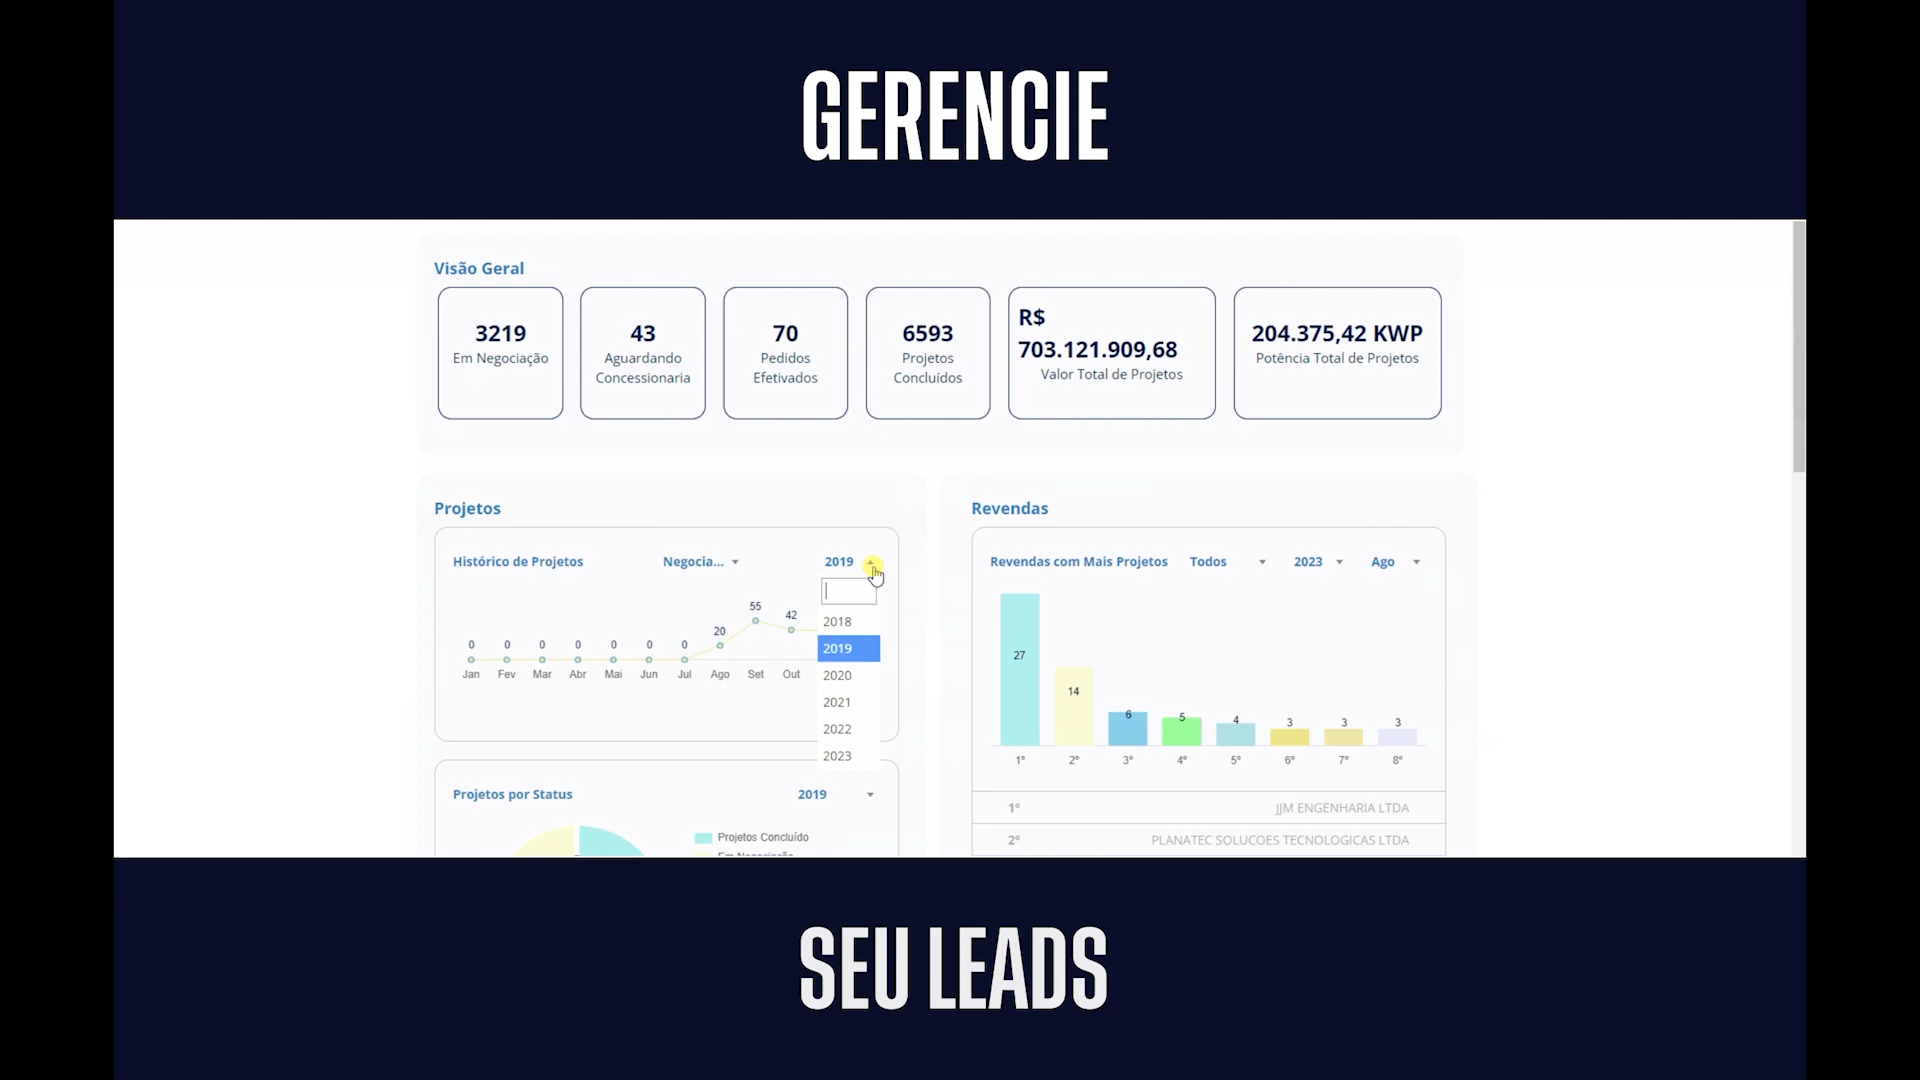 GERENCIE
Visão Geral
3219
Em Negociação
43
Aguardando
Concessionaria
70
Pedidos
Efetivados
6593
Projetos
Concluídos
R$
703.121.909,68
Valor Total de Projetos
204.375,42 KWP
Potência Total de Projetos
Projetos
Histórico de Projetos Negocia... 2019
2018
2019
2020
2021
2022
2023
0 0 0 0 0 0 0 20 55 42
Jan Fev Mar Abr Mai Jun Jul Ago Set Out
Projetos por Status 2019
Projetos Concluído
Em Negociação
Revendas
Revendas com Mais Projetos Todos 2023 Ago
27 14 6 5 4 3 3 3
1º 2º 3º 4º 5º 6º 7º 8º
1º JJM ENGENHARIA LTDA
2º PLANATEC SOLUCOES TECNOLOGICAS LTDA
SEU LEADS